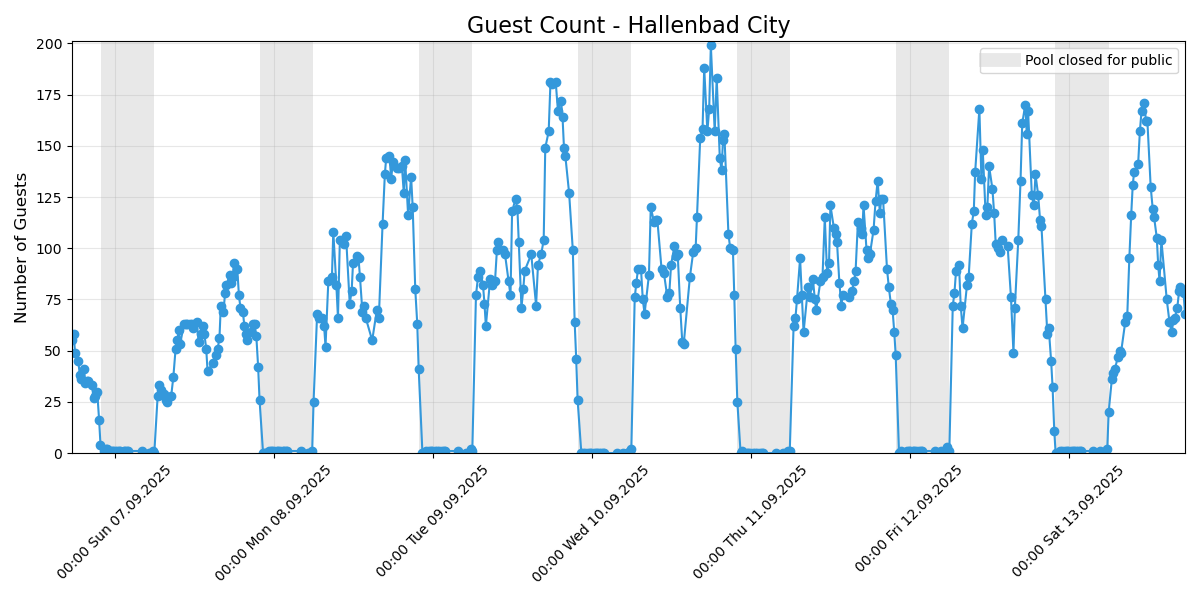 Guest Count - Hallenbad City
Pool closed for public
Number of Guests
200
175
150
125
100
75
50
25
0
00:00 Sun 07.09.2025
00:00 Mon 08.09.2025
00:00 Tue 09.09.2025
00:00 Wed 10.09.2025
00:00 Thu 11.09.2025
00:00 Fri 12.09.2025
00:00 Sat 13.09.2025